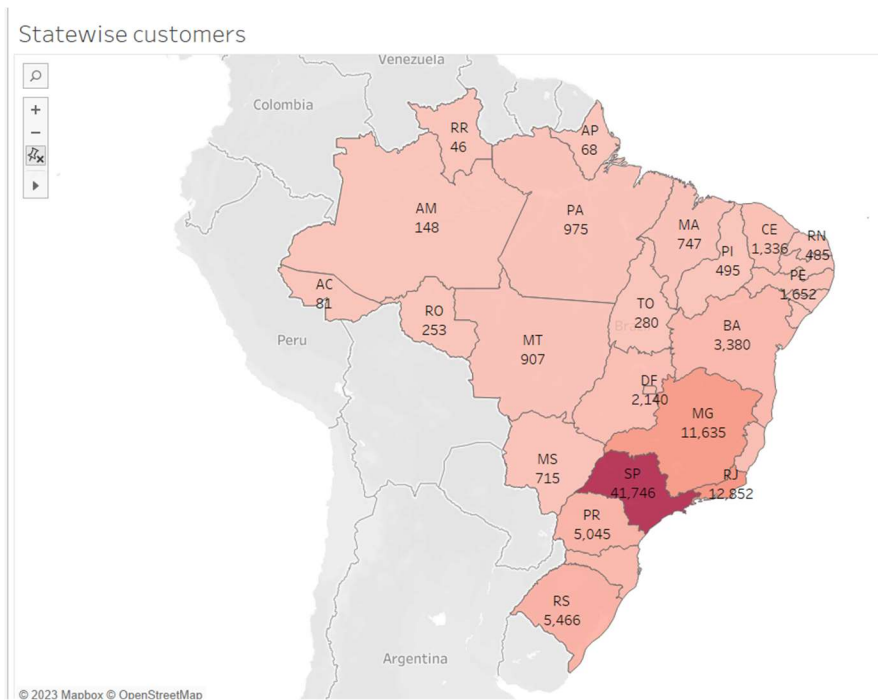 Statewise customers
Venezuela
Colombia
RR
46
AP
68
AM
148
PA
975
MA
747
CE
1,336
RN
485
PI
495
PE
1,652
AC
81
RO
253
TO
280
MT
907
BA
3,380
Peru
DF
2,140
MG
11,635
MS
715
SP
41,746
RJ
12,852
PR
5,045
RS
5,466
Argentina
© 2023 Mapbox © OpenStreetMap